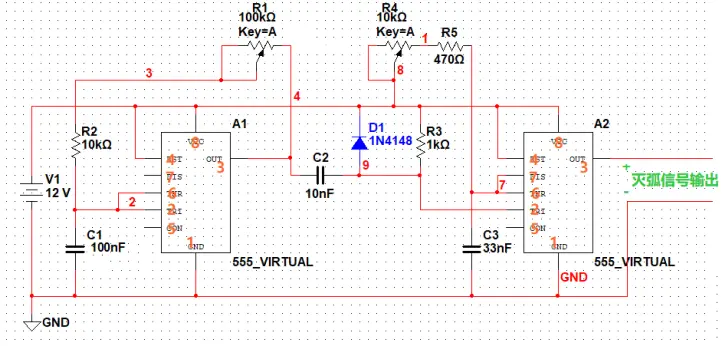 R1
100kΩ
Key=A
R4
10kΩ
Key=A
1
R5
470Ω
3
8
4
R2
10kΩ
A1
D1
1N4148
R3
1kΩ
A2
8
VCC
4
RST
OUT
3
7
DIS
6
THR
2
TRI
5
CON
1
GND
555_VIRTUAL
V1
12 V
2
C1
100nF
C2
10nF
9
7
C3
33nF
8
VCC
4
RST
OUT
3
7
DIS
6
THR
2
TRI
5
CON
1
GND
555_VIRTUAL
+
灭弧信号输出
-
GND
GND